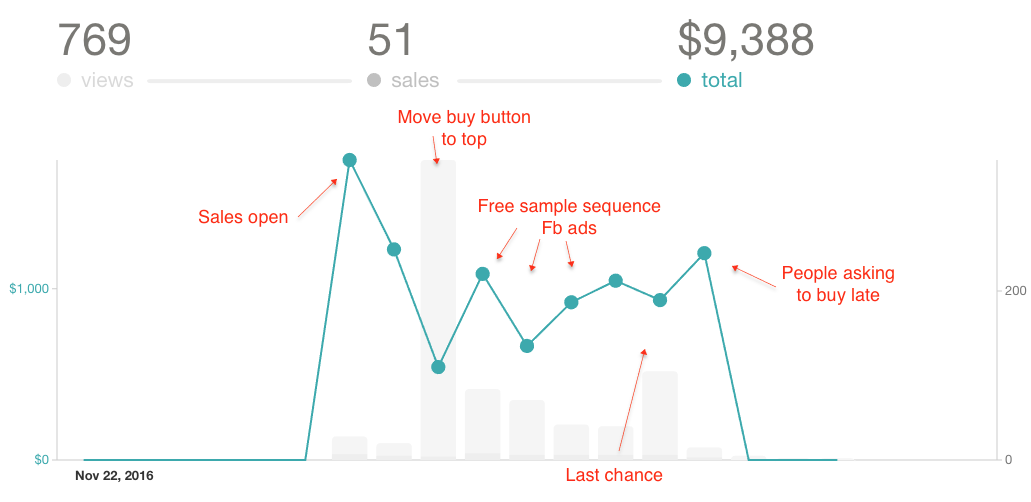 769
51
$9,388
views
sales
total
Move buy button
to top
Sales open
Free sample sequence
Fb ads
People asking
to buy late
$1,000
200
$0
0
Nov 22, 2016
Last chance